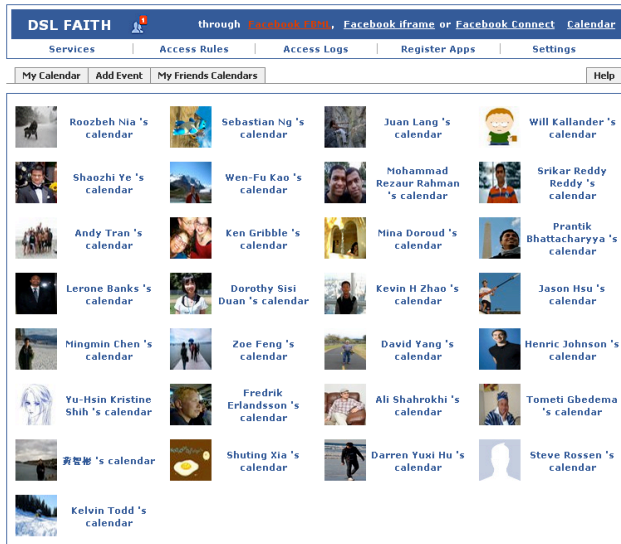 DSL FAITH 1 through Facebook FBML, Facebook iframe or Facebook Connect Calendar
Services Access Rules Access Logs Register Apps Settings
My Calendar Add Event My Friends Calendars Help
Roozbeh Nia 's
calendar
Sebastian Ng 's
calendar
Juan Lang 's
calendar
Will Kallander 's
calendar
Shaozhi Ye 's
calendar
Wen-Fu Kao 's
calendar
Mohammad
Rezaur Rahman
's calendar
Srikar Reddy
Reddy 's
calendar
Andy Tran 's
calendar
Ken Gribble 's
calendar
Mina Doroud 's
calendar
Prantik
Bhattacharyya 's
calendar
Lerone Banks 's
calendar
Dorothy Sisi
Duan 's calendar
Kevin H Zhao 's
calendar
Jason Hsu 's
calendar
Mingmin Chen 's
calendar
Zoe Feng 's
calendar
David Yang 's
calendar
Henric Johnson 's
calendar
Yu-Hsin Kristine
Shih 's calendar
Fredrik
Erlandsson 's
calendar
Ali Shahrokhi 's
calendar
Tometi Gbedema
's calendar
黃智彬 's calendar
Shuting Xia 's
calendar
Darren Yuxi Hu 's
calendar
Steve Rossen 's
calendar
Kelvin Todd 's
calendar